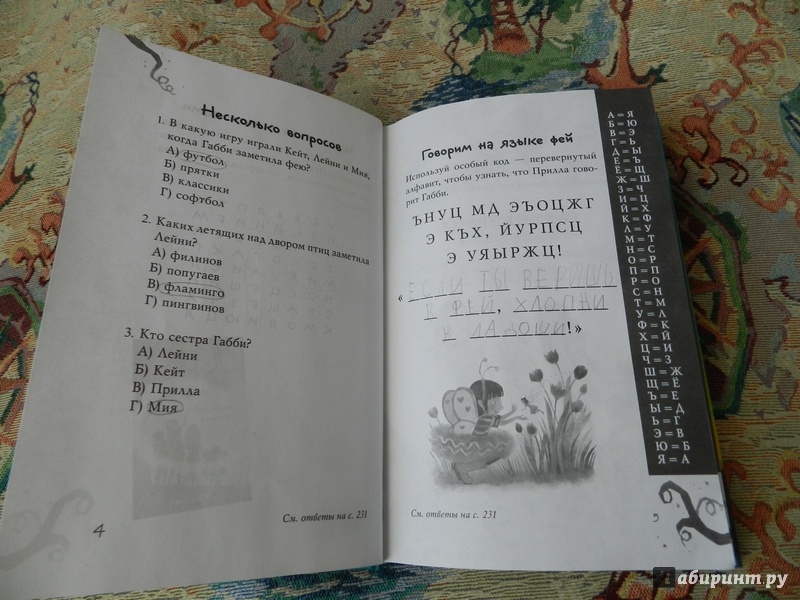 Несколько вопросов
1. В какую игру играли Кейт, Лейни и Мия,
когда Габби заметила фею?
А) футбол
Б) прятки
В) классики
Г) софтбол
2. Каких летящих над двором птиц заметила
Лейни?
А) филинов
Б) попугаев
В) фламинго
Г) пингвинов
3. Кто сестра Габби?
А) Лейни
Б) Кейт
В) Прилла
Г) Мия
См. ответы на с. 231
4
Говорим на языке фей
Используй особый код — перевернутый
алфавит, чтобы узнать, что Прилла гово-
рит Габби.
ЪНУЦ МД ЭЪОЦЖГ
Э КЪХ, ЙУРПСЦ
Э УЯЫРЖЦ!
« ЕСЛИ ТЫ ВЕРИШЬ
В ФЕЙ, ХЛОПНИ
В ЛАДОШИ!»
См. ответы на с. 231
А = Я
Б = Ю
В = Э
Г = Ь
Д = Ы
Е = Ъ
Ё = Щ
Ж = Ш
З = Ч
И = Ц
Й = Х
К = Ф
Л = У
М = Т
Н = С
О = Р
П = П
Р = О
С = Н
Т = М
У = Л
Ф = К
Х = Й
Ц = И
Ч = З
Ш = Ж
Щ = Ё
Ъ = Е
Ы = Д
Ь = Г
Э = В
Ю = Б
Я = А
Лабиринт.ру